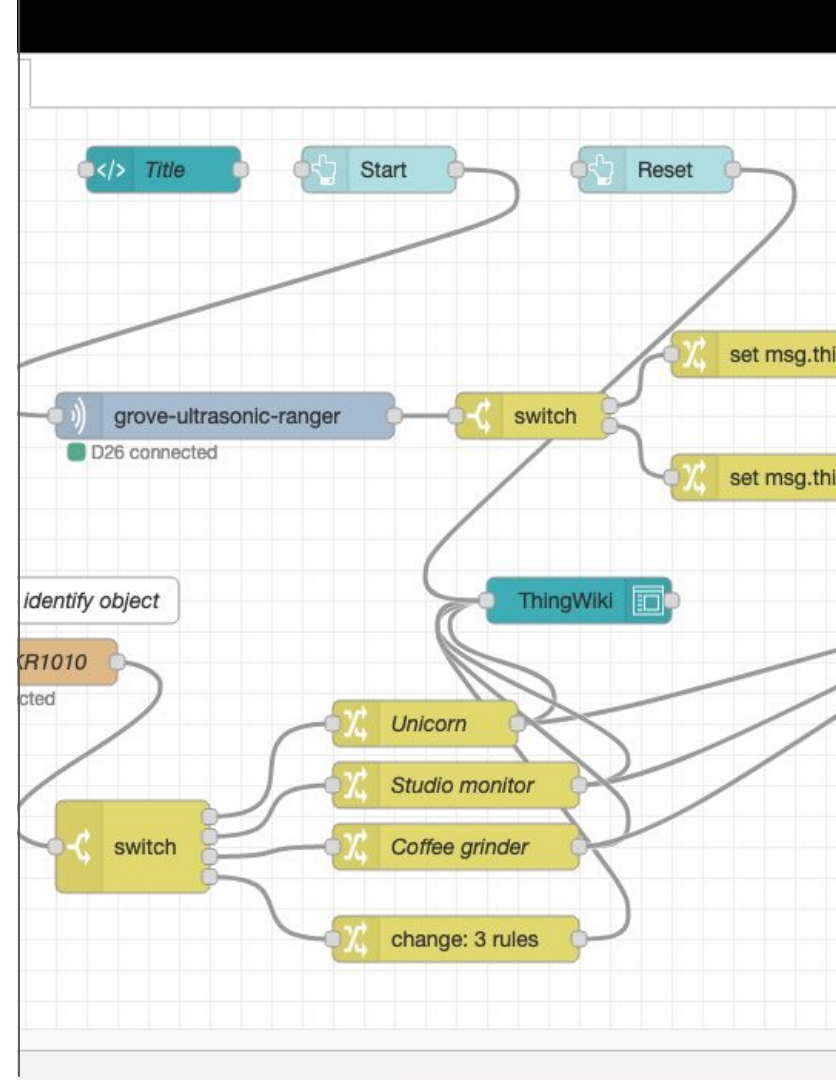 </> Title
Start
Reset
set msg.thi
grove-ultrasonic-ranger
switch
D26 connected
set msg.thi
identify object
ThingWiki
KR1010
cted
Unicorn
Studio monitor
switch
Coffee grinder
change: 3 rules